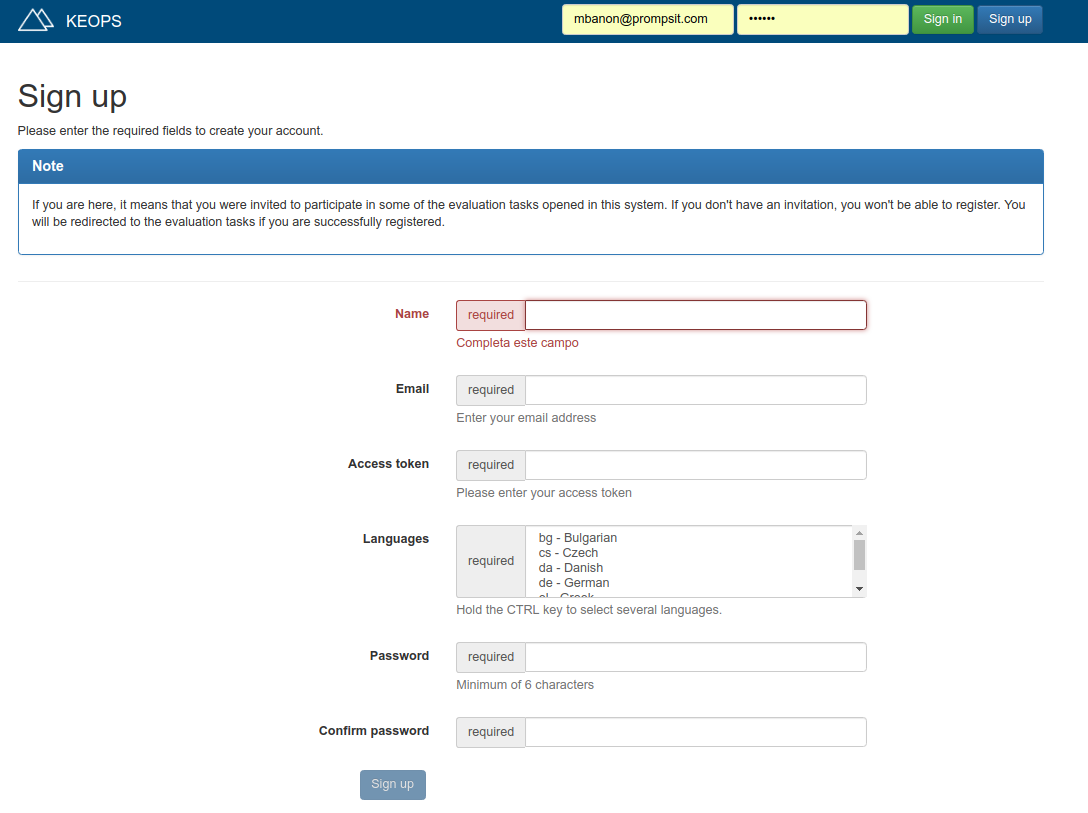 KEOPS
mbanon@prompsit.com
••••••
Sign in
Sign up
Sign up
Please enter the required fields to create your account.
Note
If you are here, it means that you were invited to participate in some of the evaluation tasks opened in this system. If you don't have an invitation, you won't be able to register. You
will be redirected to the evaluation tasks if you are successfully registered.
Name
required
Completa este campo
Email
required
Enter your email address
Access token
required
Please enter your access token
Languages
required
bg - Bulgarian
cs - Czech
da - Danish
de - German
el - Greek
Hold the CTRL key to select several languages.
Password
required
Minimum of 6 characters
Confirm password
required
Sign up